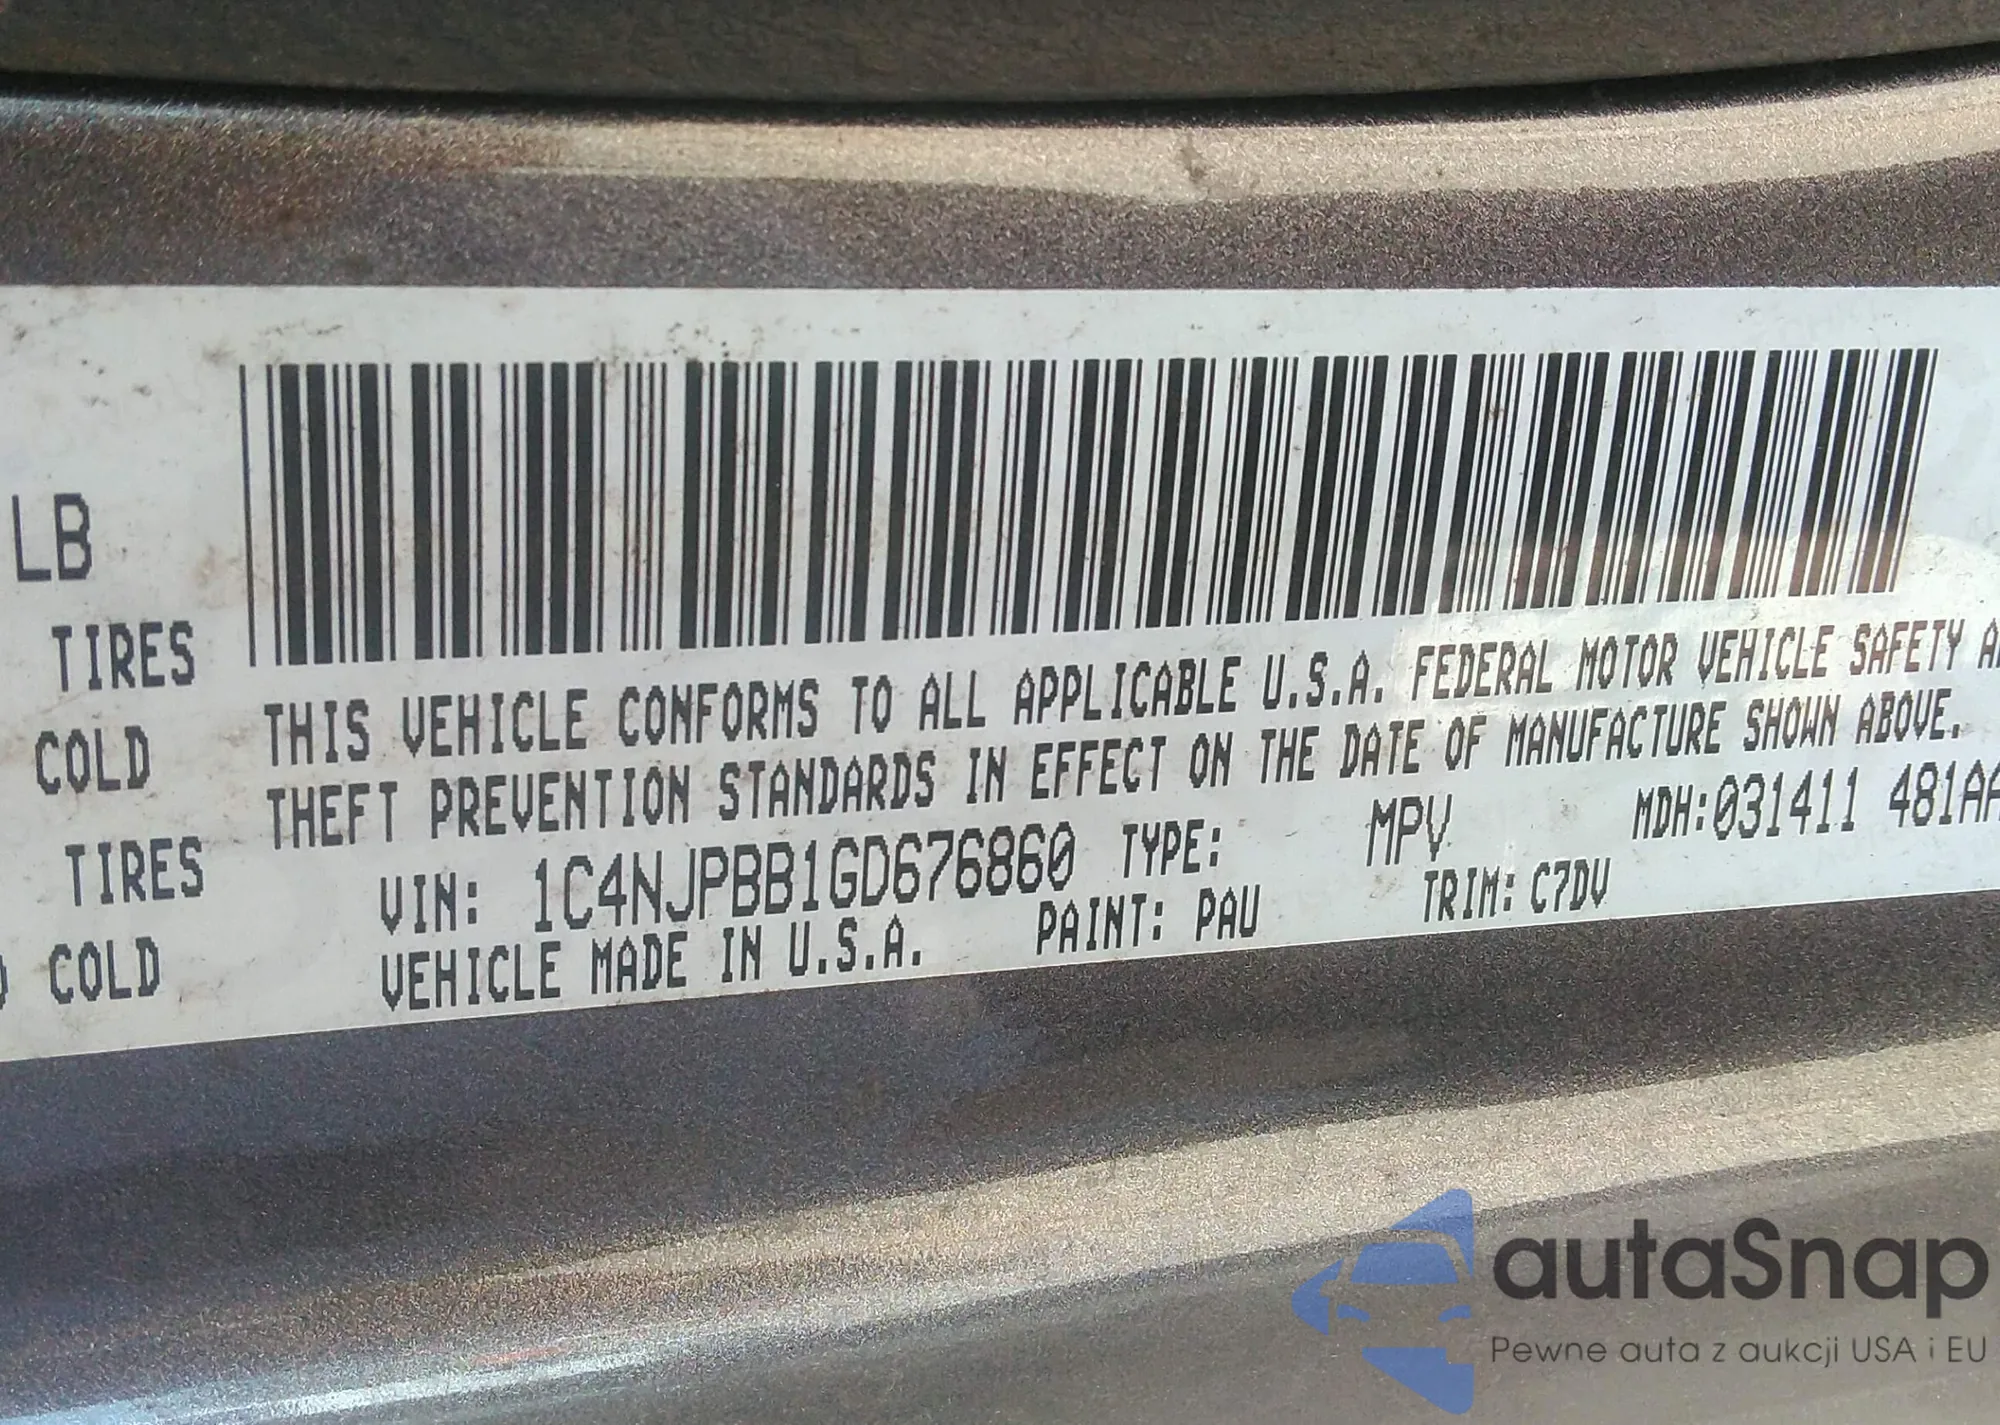 LB
TIRES
COLD
TIRES
COLD
THIS VEHICLE CONFORMS TO ALL APPLICABLE U.S.A. FEDERAL MOTOR VEHICLE SAFETY
THEFT PREVENTION STANDARDS IN EFFECT ON THE DATE OF MANUFACTURE SHOWN ABOVE.
VIN: 1C4NJPBB1GD676860 TYPE: MPV MDH:031411 481AA
VEHICLE MADE IN U.S.A. PAINT: PAU TRIM: C7DV
autaSnap
Pewne auta z aukcji USA i EU